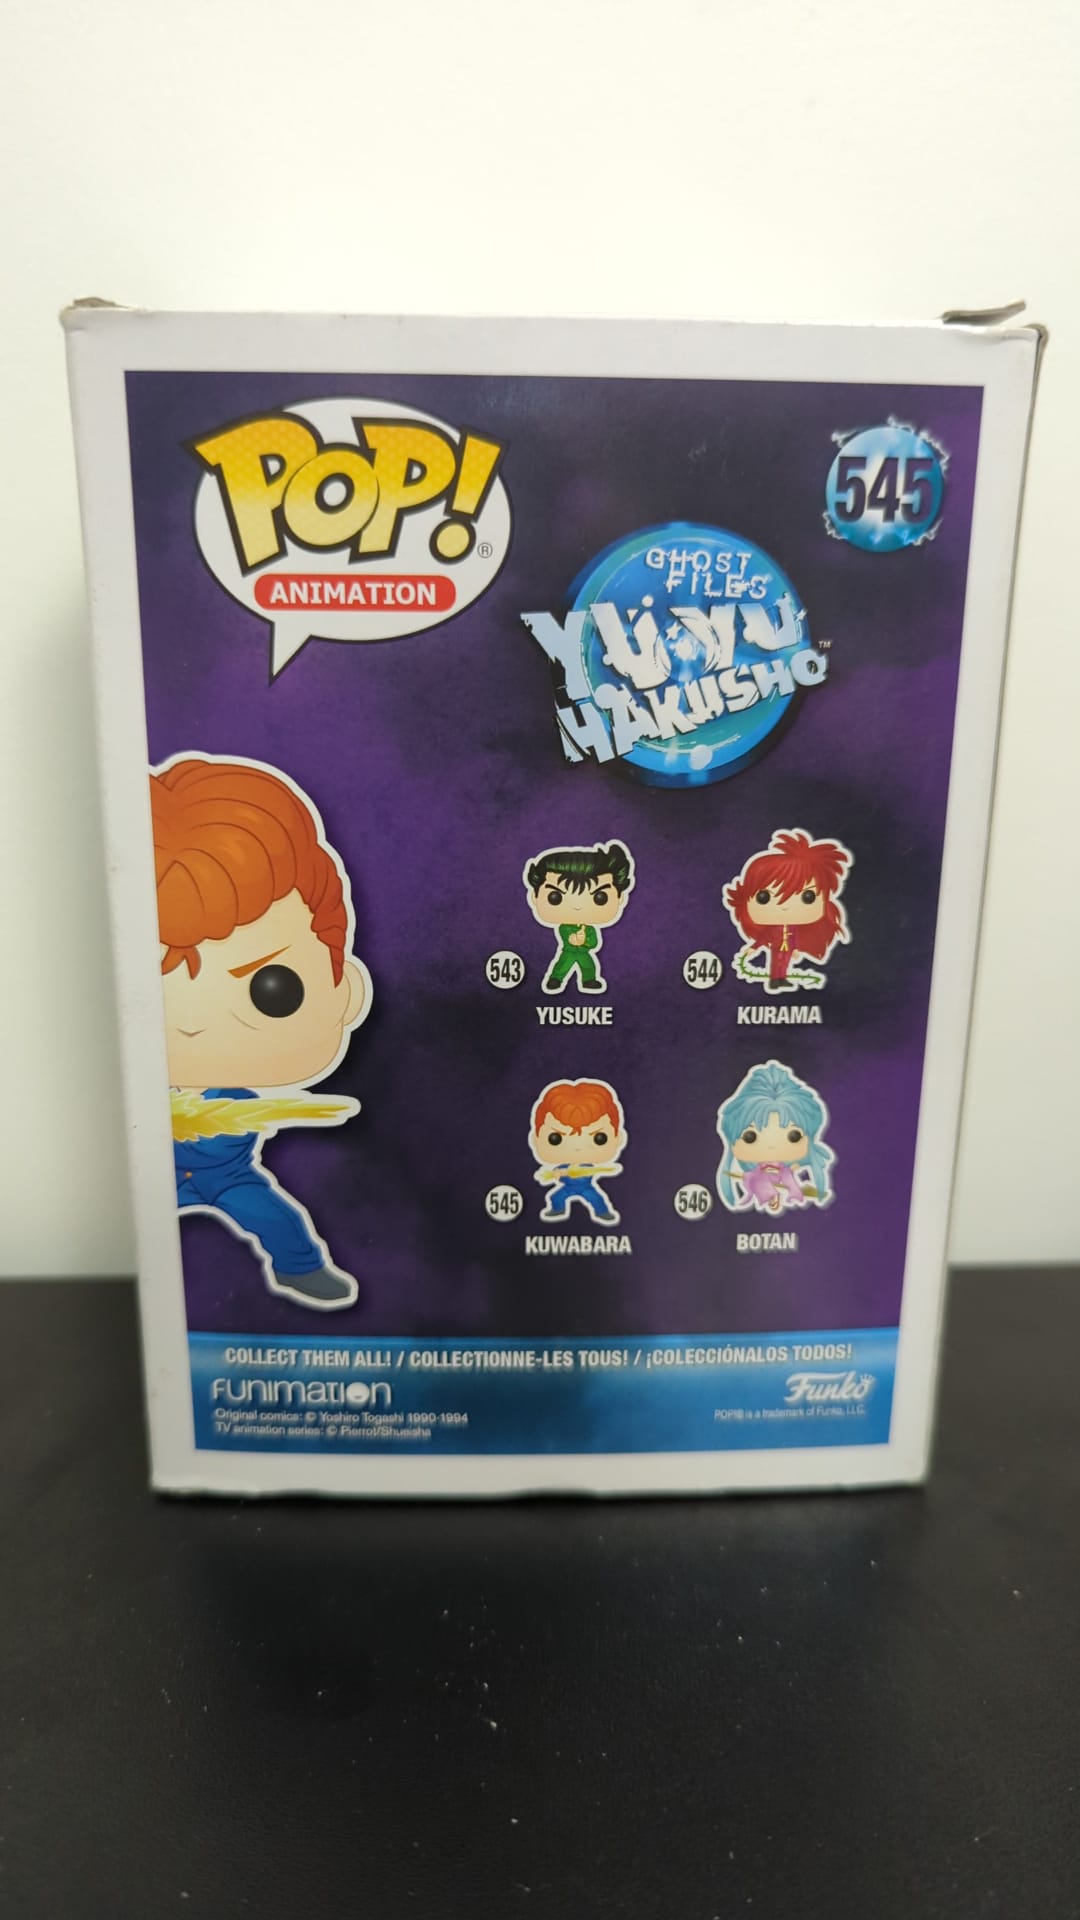 POP!®
ANIMATION
545
GHOST
FILES
YU YU
HAKUSHO™
543
YUSUKE
544
KURAMA
545
KUWABARA
546
BOTAN
COLLECT THEM ALL! / COLLECTIONNE-LES TOUS! / ¡COLECCIÓNALOS TODOS!
FUNIMATION
Funko
Original comics: © Yoshiro Togashi 1990-1994
TV animation series: © Pierrot/Shueisha
POP!® is a trademark of Funko, LLC.